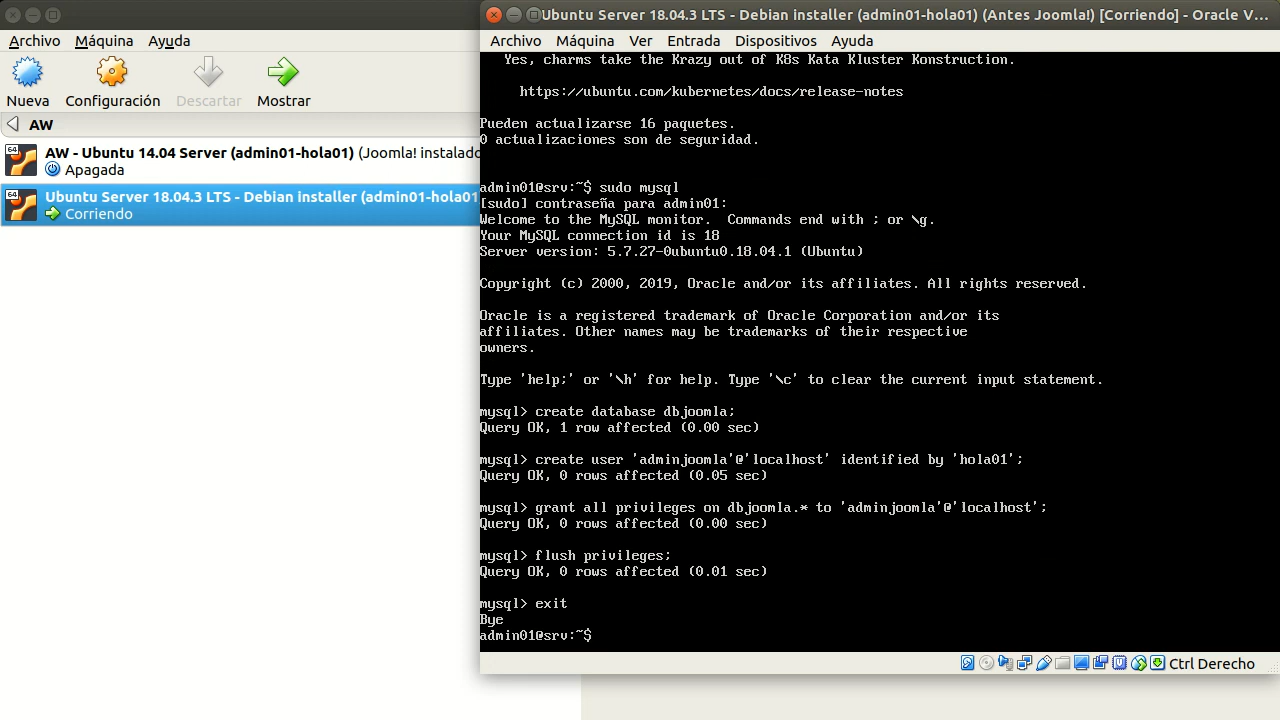 Archivo Máquina Ayuda
Nueva Configuración Descartar Mostrar
AW
64
AW - Ubuntu 14.04 Server (admin01-hola01) (Joomla! instalado
Apagada
64
Ubuntu Server 18.04.3 LTS - Debian installer (admin01-hola01
Corriendo
Ubuntu Server 18.04.3 LTS - Debian installer (admin01-hola01) (Antes Joomla!) [Corriendo] - Oracle V...
Archivo Máquina Ver Entrada Dispositivos Ayuda
Yes, charms take the Krazy out of K8s Kata Kluster Konstruction.
https://ubuntu.com/kubernetes/docs/release-notes
Pueden actualizarse 16 paquetes.
0 actualizaciones son de seguridad.
admin01@srv:~$ sudo mysql
[sudo] contraseña para admin01:
Welcome to the MySQL monitor.  Commands end with ; or \g.
Your MySQL connection id is 18
Server version: 5.7.27-0ubuntu0.18.04.1 (Ubuntu)
Copyright (c) 2000, 2019, Oracle and/or its affiliates. All rights reserved.
Oracle is a registered trademark of Oracle Corporation and/or its
affiliates. Other names may be trademarks of their respective
owners.
Type 'help;' or '\h' for help. Type '\c' to clear the current input statement.
mysql> create database dbjoomla;
Query OK, 1 row affected (0.00 sec)
mysql> create user 'adminjoomla'@'localhost' identified by 'hola01';
Query OK, 0 rows affected (0.05 sec)
mysql> grant all privileges on dbjoomla.* to 'adminjoomla'@'localhost';
Query OK, 0 rows affected (0.00 sec)
mysql> flush privileges;
Query OK, 0 rows affected (0.01 sec)
mysql> exit
Bye
admin01@srv:~$
Ctrl Derecho